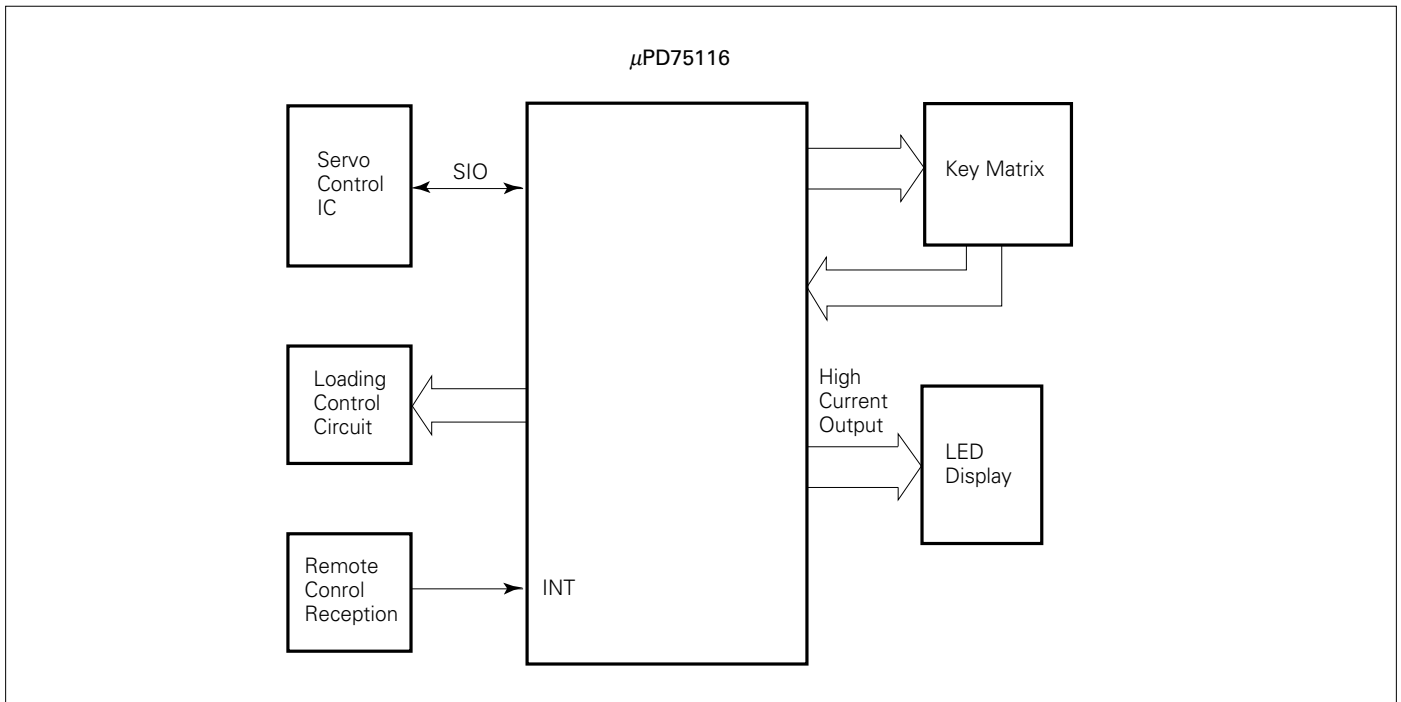 μPD75116
Servo
Control
IC
SIO
Key Matrix
Loading
Control
Circuit
High
Current
Output
LED
Display
Remote
Conrol
Reception
INT